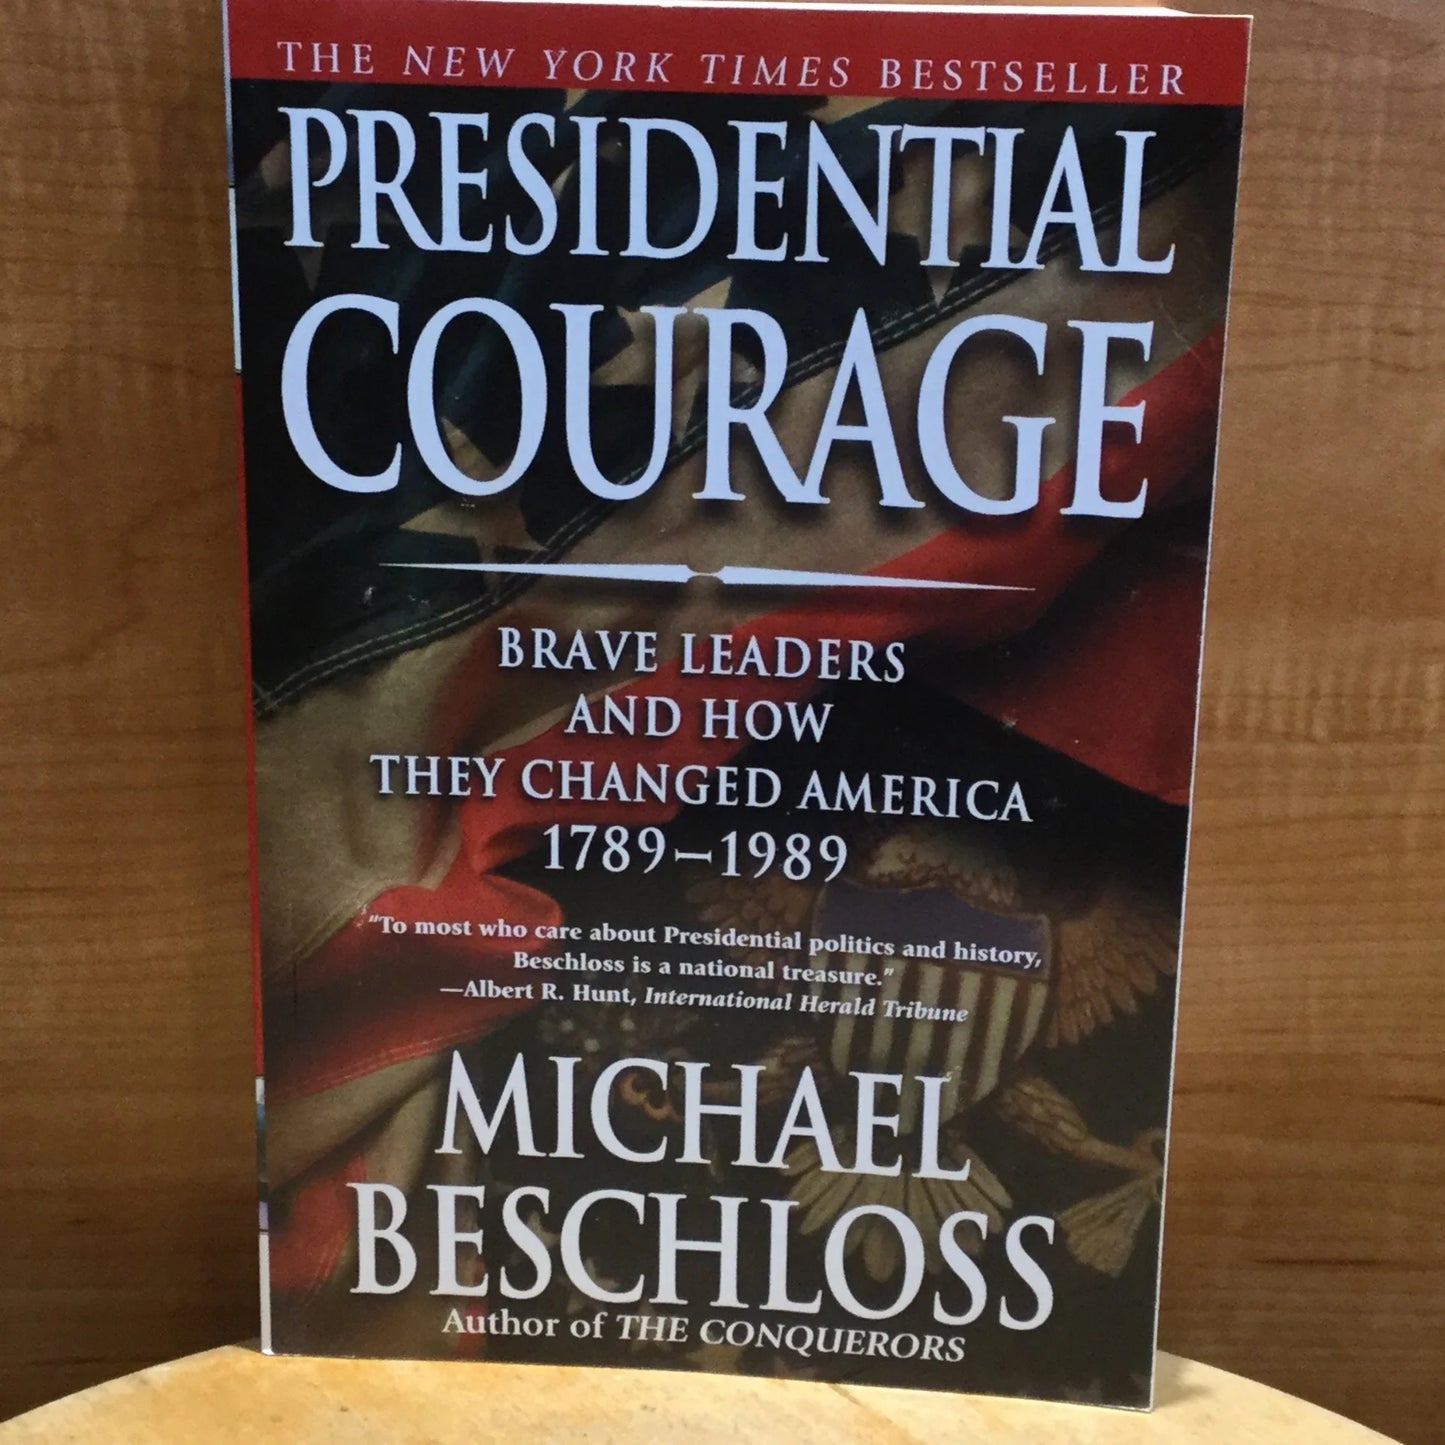 THE NEW YORK TIMES BESTSELLER
PRESIDENTIAL
COURAGE
BRAVE LEADERS
AND HOW
THEY CHANGED AMERICA
1789–1989
"To most who care about Presidential politics and history,
Beschloss is a national treasure."
—Albert R. Hunt, International Herald Tribune
MICHAEL
BESCHLOSS
Author of THE CONQUERORS